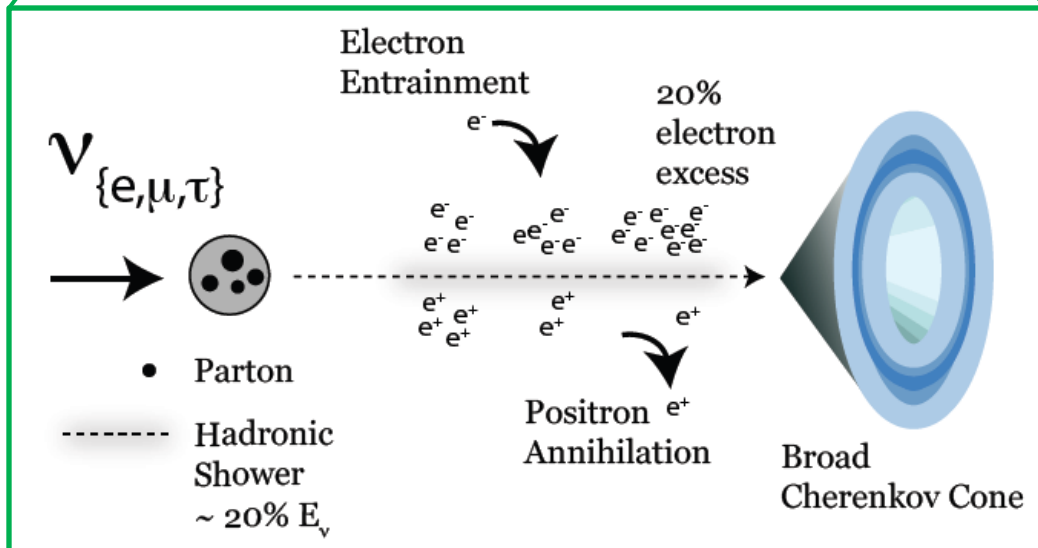 Electron
Entrainment
e⁻
20%
electron
excess
ν{e,μ,τ}
e⁻ e⁻ e⁻ e⁻
e⁻ e⁻ e⁻ e⁻ e⁻
e⁻ e⁻ e⁻ e⁻ e⁻ e⁻ e⁻ e⁻
e⁺ e⁺ e⁺ e⁺
e⁺ e⁺
e⁺
Parton
Hadronic
Shower
~ 20% Eν
Positron e⁺
Annihilation
Broad
Cherenkov Cone